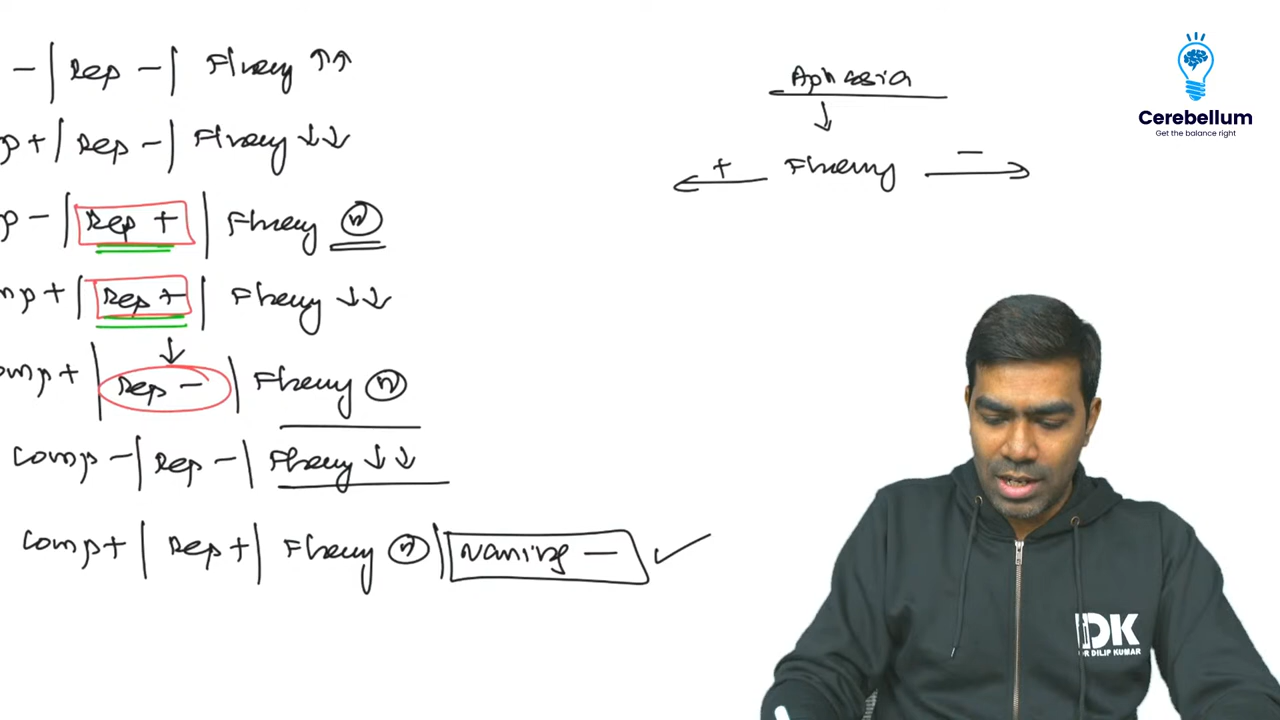 - | Rep - | Fluency ↑↑
p + | Rep - | Fluency ↓↓
p - | Rep + | Fluency (N)
mp + | Rep + | Fluency ↓↓
↓
omp + | Rep - | Fluency (N)
Comp - | Rep - | Fluency ↓↓
Comp + | Rep + | Fluency (N) | Naming - ✓
Aphasia
↓
← + Fluency - →
Cerebellum
Get the balance right
DK
DR DILIP KUMAR